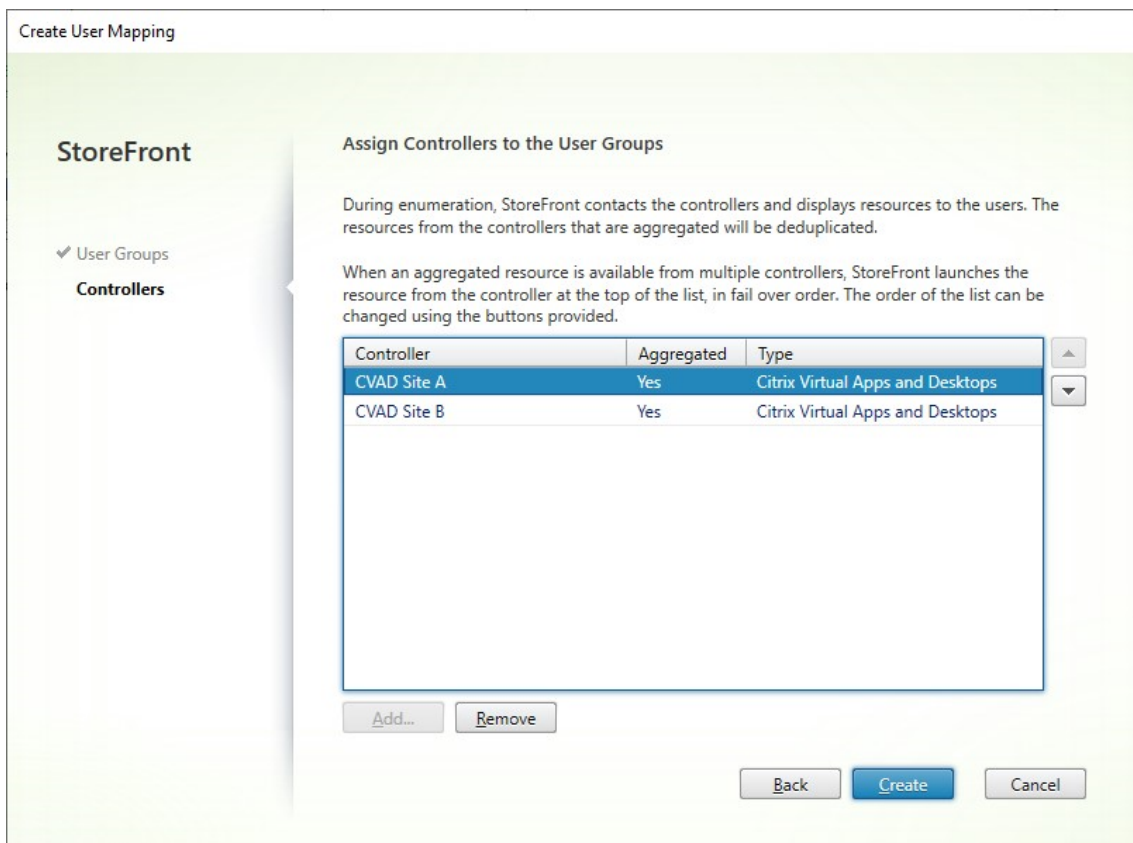 Create User Mapping
StoreFront
✔ User Groups
Controllers
Assign Controllers to the User Groups
During enumeration, StoreFront contacts the controllers and displays resources to the users. The
resources from the controllers that are aggregated will be deduplicated.
When an aggregated resource is available from multiple controllers, StoreFront launches the
resource from the controller at the top of the list, in fail over order. The order of the list can be
changed using the buttons provided.
Controller Aggregated Type
CVAD Site A Yes Citrix Virtual Apps and Desktops
CVAD Site B Yes Citrix Virtual Apps and Desktops
Add... Remove
Back Create Cancel